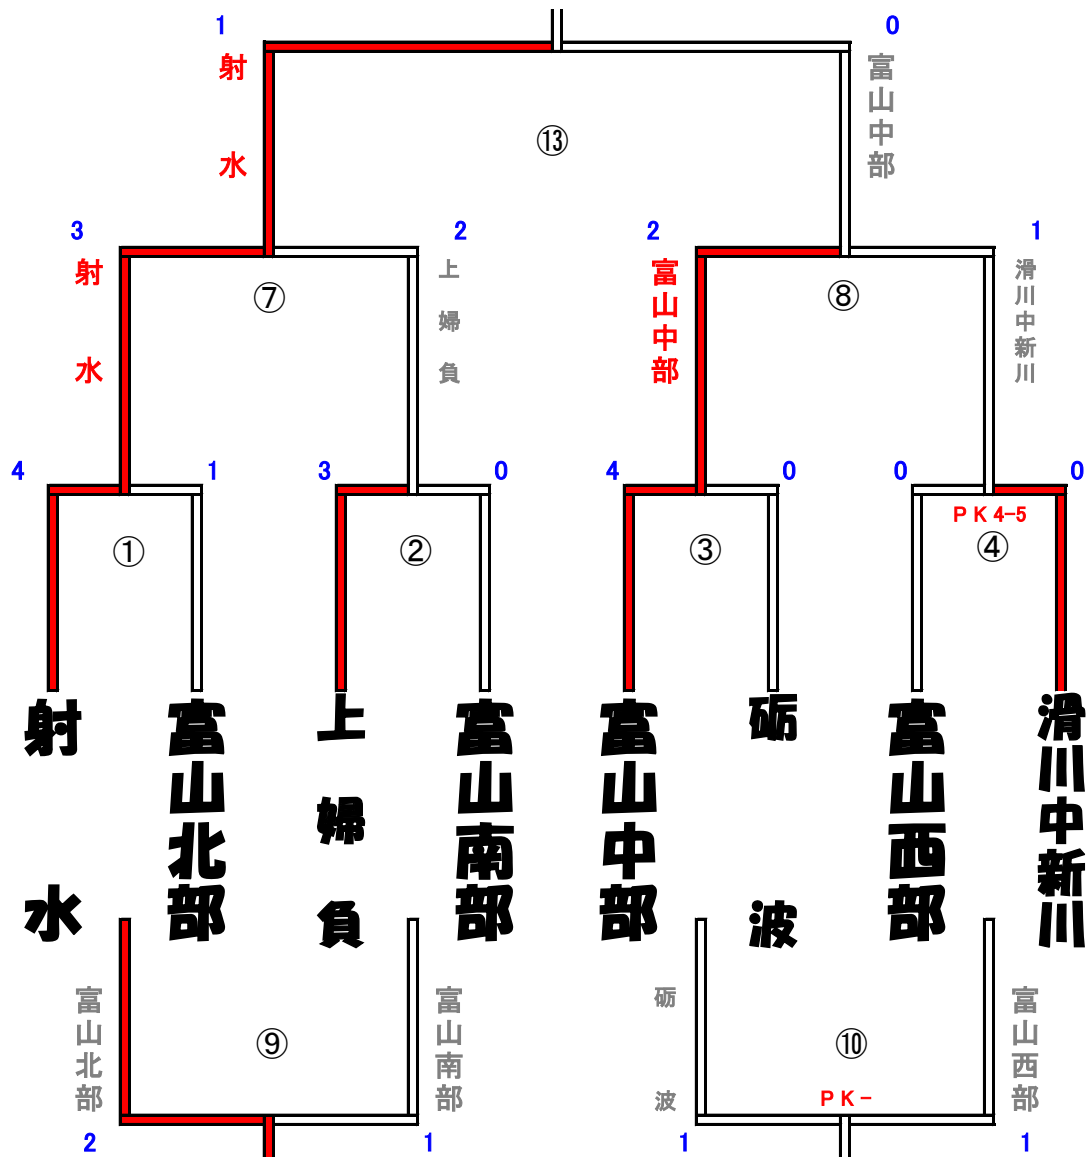 1
0
射水
富山中部
⑬
3
2
2
1
射水
上婦負
富山中部
滑川中新川
⑦
⑧
4
1
3
0
4
0
0
0
PK4-5
①
②
③
④
射水
富山北部
上婦負
富山南部
富山中部
砺波
富山西部
滑川中新川
富山北部
富山南部
砺波
富山西部
⑨
⑩
PK-
2
1
1
1